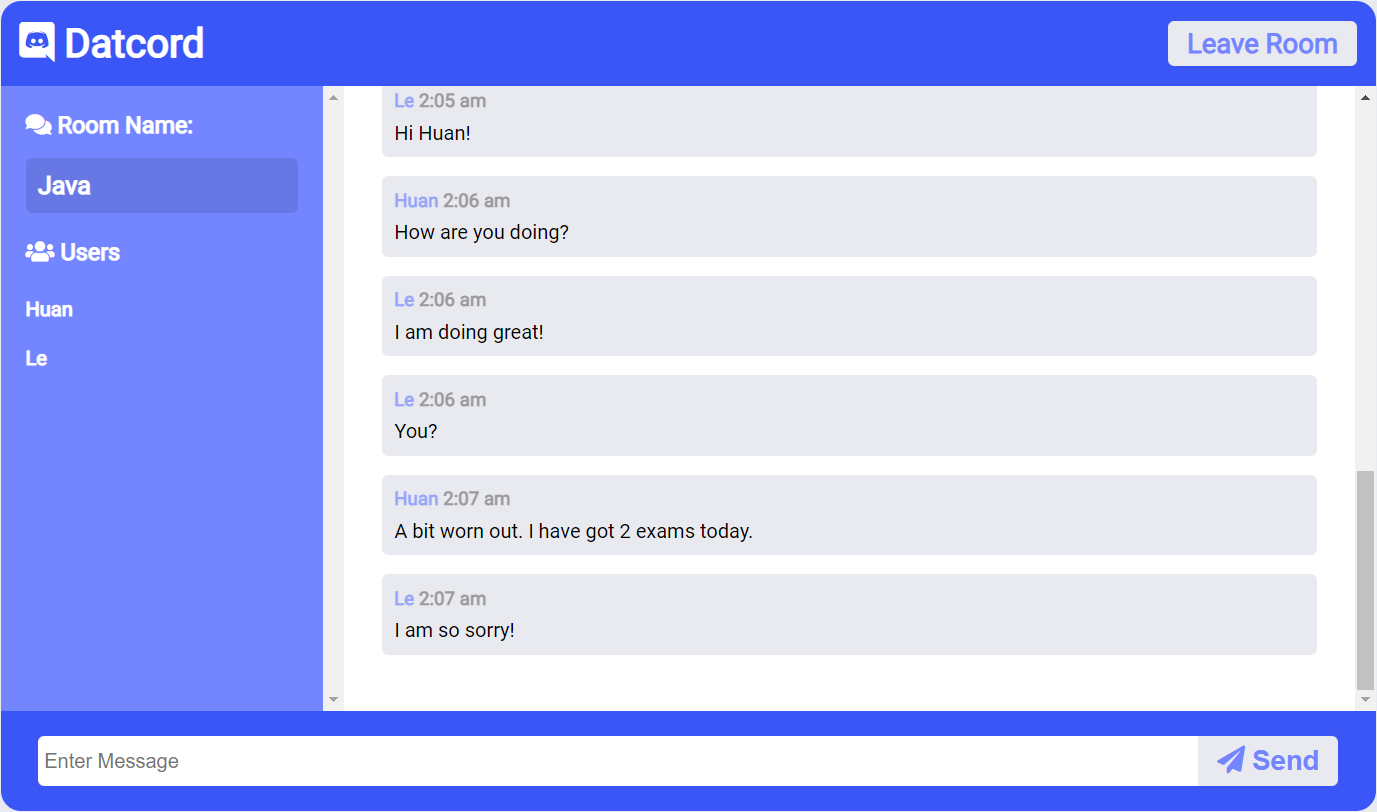 Datcord
Leave Room
Room Name:
Java
Users
Huan
Le
Le 2:05 am
Hi Huan!
Huan 2:06 am
How are you doing?
Le 2:06 am
I am doing great!
Le 2:06 am
You?
Huan 2:07 am
A bit worn out. I have got 2 exams today.
Le 2:07 am
I am so sorry!
Enter Message
Send